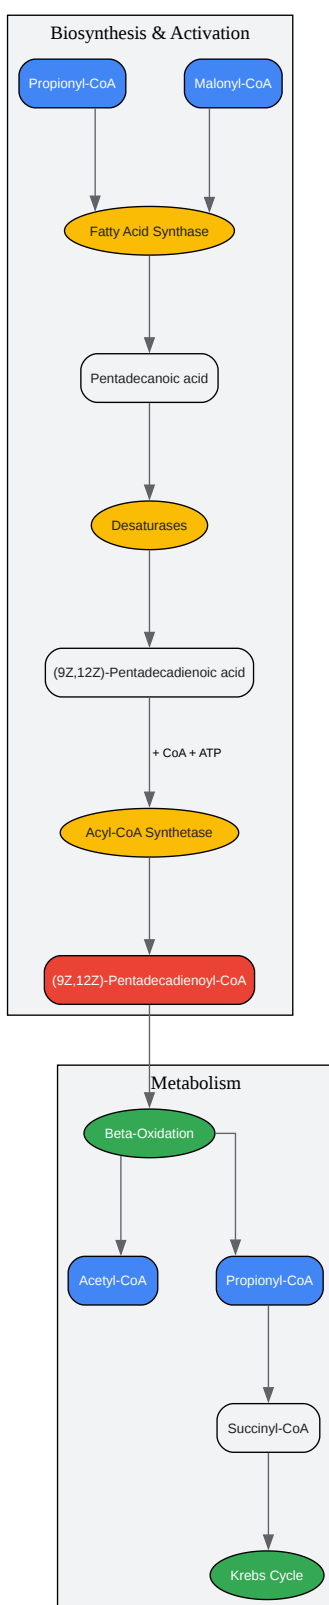 Biosynthesis & Activation
Propionyl-CoA
Malonyl-CoA
Fatty Acid Synthase
Pentadecanoic acid
Desaturases
(9Z,12Z)-Pentadecadienoic acid
+ CoA + ATP
Acyl-CoA Synthetase
(9Z,12Z)-Pentadecadienoyl-CoA
Metabolism
Beta-Oxidation
Acetyl-CoA
Propionyl-CoA
Succinyl-CoA
Krebs Cycle